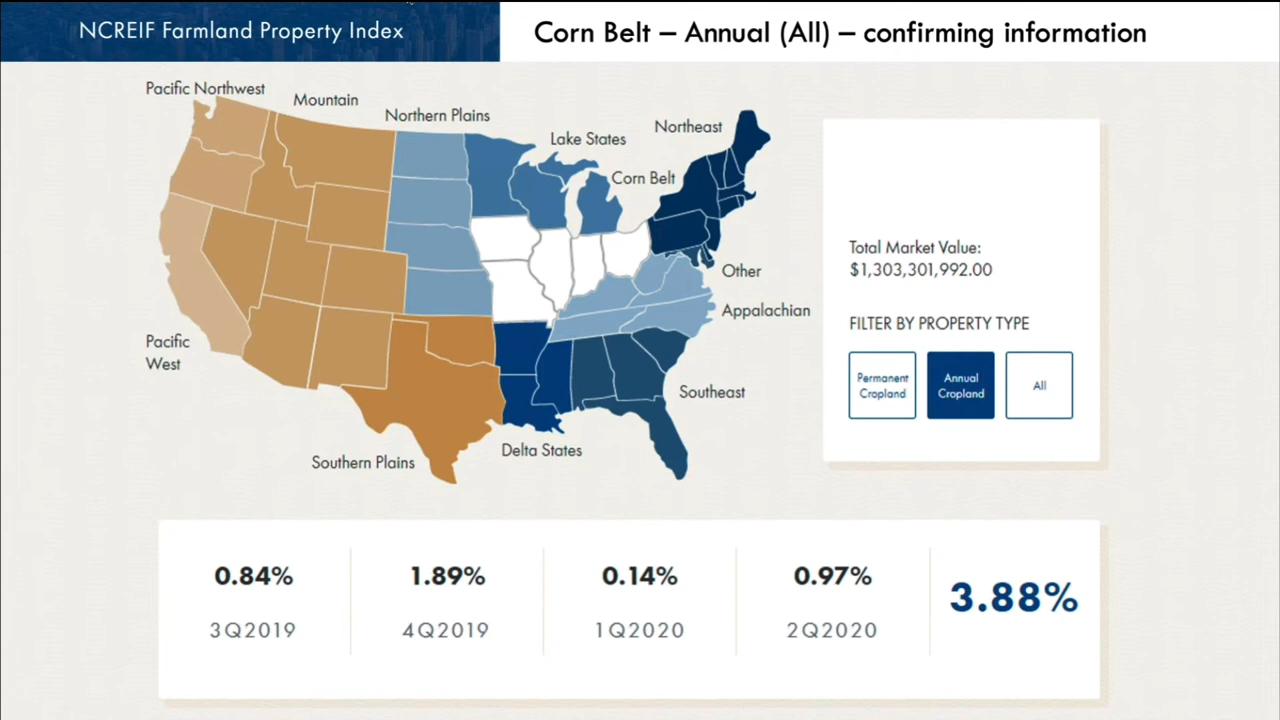 NCREIF Farmland Property Index
Corn Belt – Annual (All) – confirming information
Pacific Northwest
Mountain
Northern Plains
Lake States
Northeast
Corn Belt
Other
Appalachian
Pacific
West
Southeast
Delta States
Southern Plains
Total Market Value:
$1,303,301,992.00
FILTER BY PROPERTY TYPE
Permanent
Cropland
Annual
Cropland
All
0.84%
3Q2019
1.89%
4Q2019
0.14%
1Q2020
0.97%
2Q2020
3.88%